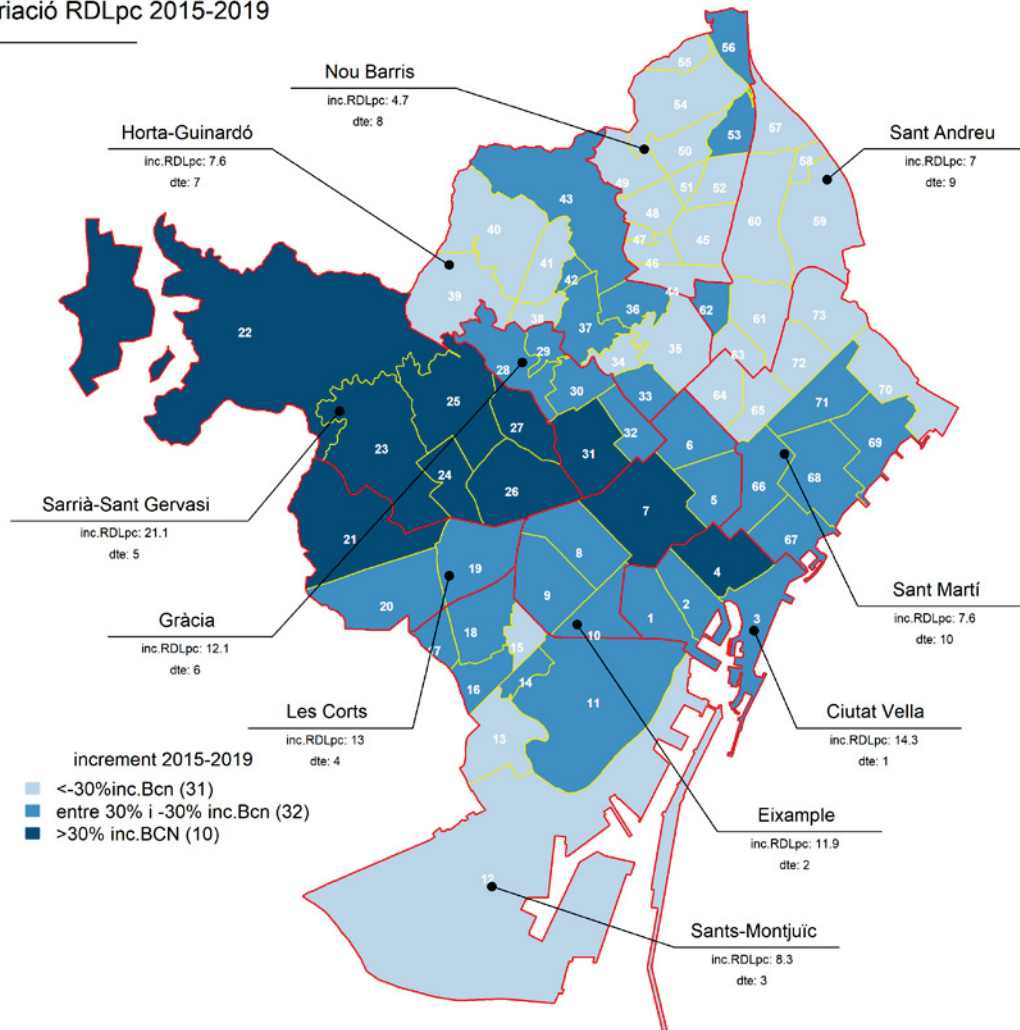 riació RDLpc 2015-2019
Nou Barris
inc.RDLpc: 4.7
dte: 8
Horta-Guinardó
inc.RDLpc: 7.6
dte: 7
Sant Andreu
inc.RDLpc: 7
dte: 9
Sarrià-Sant Gervasi
inc.RDLpc: 21.1
dte: 5
Gràcia
inc.RDLpc: 12.1
dte: 6
Les Corts
inc.RDLpc: 13
dte: 4
Sant Martí
inc.RDLpc: 7.6
dte: 10
Ciutat Vella
inc.RDLpc: 14.3
dte: 1
Eixample
inc.RDLpc: 11.9
dte: 2
Sants-Montjuïc
inc.RDLpc: 8.3
dte: 3
increment 2015-2019
<-30%inc.Bcn (31)
entre 30% i -30% inc.Bcn (32)
>30% inc.BCN (10)
56
55
54
53
57
50
58
49
51
52
43
48
60
59
40
47
45
41
46
42
44
39
36
62
22
38
37
61
73
29
35
63
28
34
72
30
33
64
70
25
65
71
27
32
6
69
23
31
24
68
26
66
5
7
21
67
8
19
4
9
20
2
1
3
10
18
15
17
14
16
11
13
12